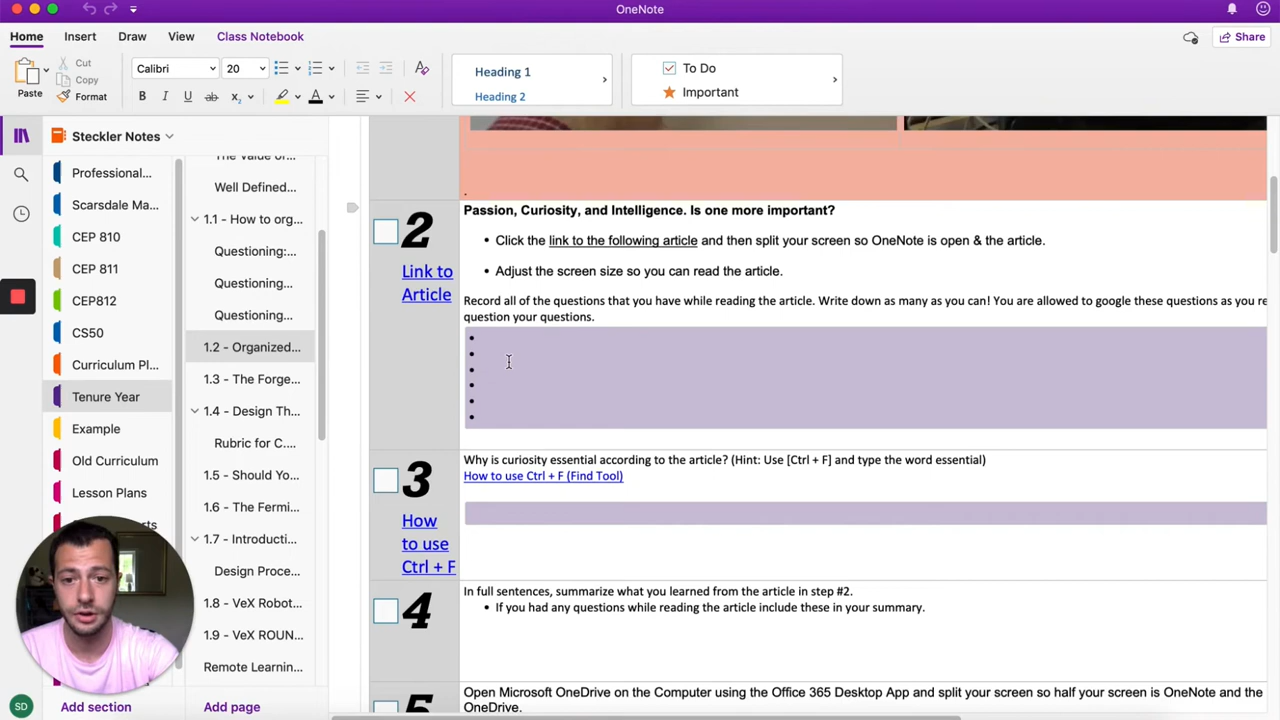 OneNote
Home Insert Draw View Class Notebook
Share
Paste
Cut
Copy
Format
Calibri 20
B I U ab x2 A
Heading 1
Heading 2
To Do
Important
Steckler Notes
Professional...
Scarsdale Ma...
CEP 810
CEP 811
CEP812
CS50
Curriculum Pl...
Tenure Year
Example
Old Curriculum
Lesson Plans
Add section
SD
The Value of...
Well Defined...
1.1 - How to org...
Questioning:...
Questioning...
Questioning...
1.2 - Organized...
1.3 - The Forge...
1.4 - Design Th...
Rubric for C....
1.5 - Should Yo...
1.6 - The Fermi...
1.7 - Introducti...
Design Proce...
1.8 - VeX Robot...
1.9 - VeX ROUN...
Remote Learnin...
Add page
.
2
Link to
Article
Passion, Curiosity, and Intelligence. Is one more important?
• Click the link to the following article and then split your screen so OneNote is open & the article.
• Adjust the screen size so you can read the article.
Record all of the questions that you have while reading the article. Write down as many as you can! You are allowed to google these questions as you re
question your questions.
3
How
to use
Ctrl + F
Why is curiosity essential according to the article? (Hint: Use [Ctrl + F] and type the word essential)
How to use Ctrl + F (Find Tool)
4
In full sentences, summarize what you learned from the article in step #2.
• If you had any questions while reading the article include these in your summary.
5
Open Microsoft OneDrive on the Computer using the Office 365 Desktop App and split your screen so half your screen is OneNote and the
OneDrive.